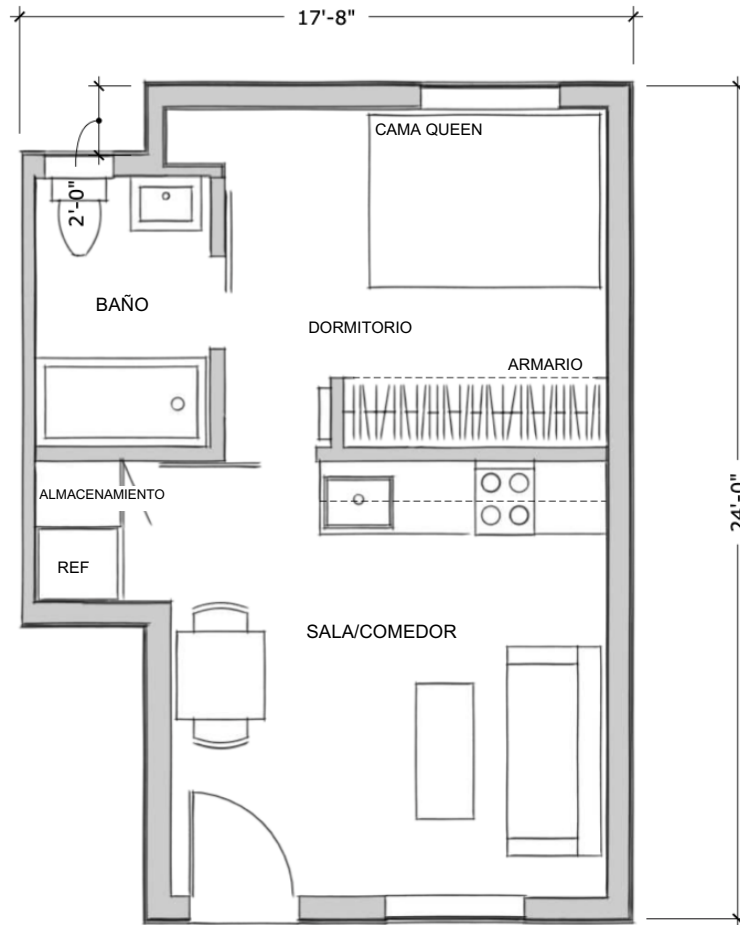 17'-8"
CAMA QUEEN
2'-0"
BAÑO
DORMITORIO
ARMARIO
ALMACENAMIENTO
24'-0"
REF
SALA/COMEDOR